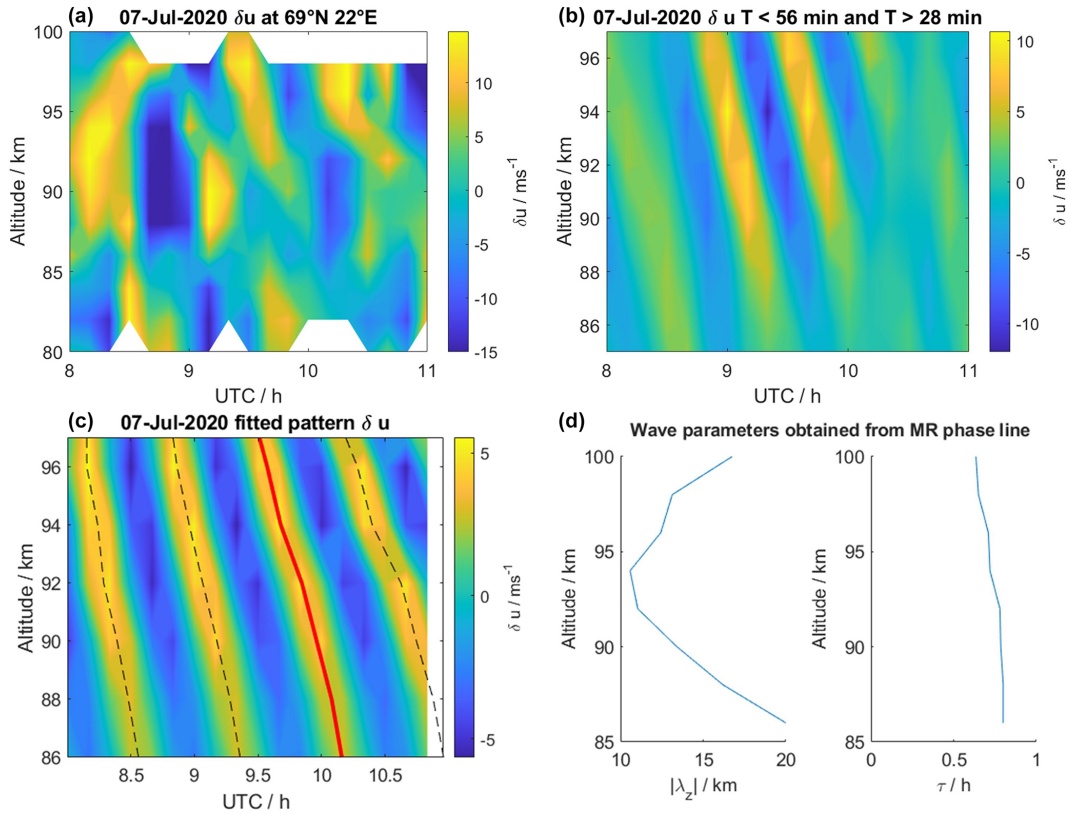 (a) 07-Jul-2020 δu at 69°N 22°E
100
95
90
85
80
Altitude / km
8 9 10 11
UTC / h
10
5
0
-5
-10
-15
δu / ms-1
(b) 07-Jul-2020 δ u T < 56 min and T > 28 min
96
94
92
90
88
86
Altitude / km
8 9 10 11
UTC / h
10
5
0
-5
-10
δ u / ms-1
(c) 07-Jul-2020 fitted pattern δ u
96
94
92
90
88
86
Altitude / km
8.5 9 9.5 10 10.5
UTC / h
5
0
-5
δ u / ms-1
(d)
Wave parameters obtained from MR phase line
100
95
90
85
Altitude / km
10 15 20
|λz| / km
100
95
90
85
Altitude / km
0 0.5 1
τ / h